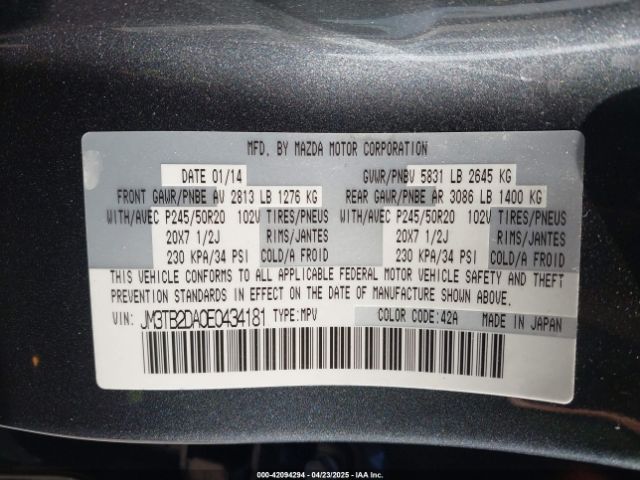 MFD. BY MAZDA MOTOR CORPORATION
DATE 01/14 GVWR/PNBV 5831 LB 2645 KG
FRONT GAWR/PNBE AV 2813 LB 1276 KG REAR GAWR/PNBE AR 3086 LB 1400 KG
WITH/AVEC P245/50R20 102V TIRES/PNEUS WITH/AVEC P245/50R20 102V TIRES/PNEUS
20X7 1/2J RIMS/JANTES 20X7 1/2J RIMS/JANTES
230 KPA/34 PSI COLD/A FROID 230 KPA/34 PSI COLD/A FROID
THIS VEHICLE CONFORMS TO ALL APPLICABLE FEDERAL MOTOR VEHICLE SAFETY AND THEFT
PREVENTION STANDARDS IN EFFECT ON THE DATE OF MANUFACTURE SHOWN ABOVE.
VIN: JM3TB2DA0E0434181 TYPE:MPV COLOR CODE:42A MADE IN JAPAN
000-42094294 - 04/23/2025 - IAA Inc.